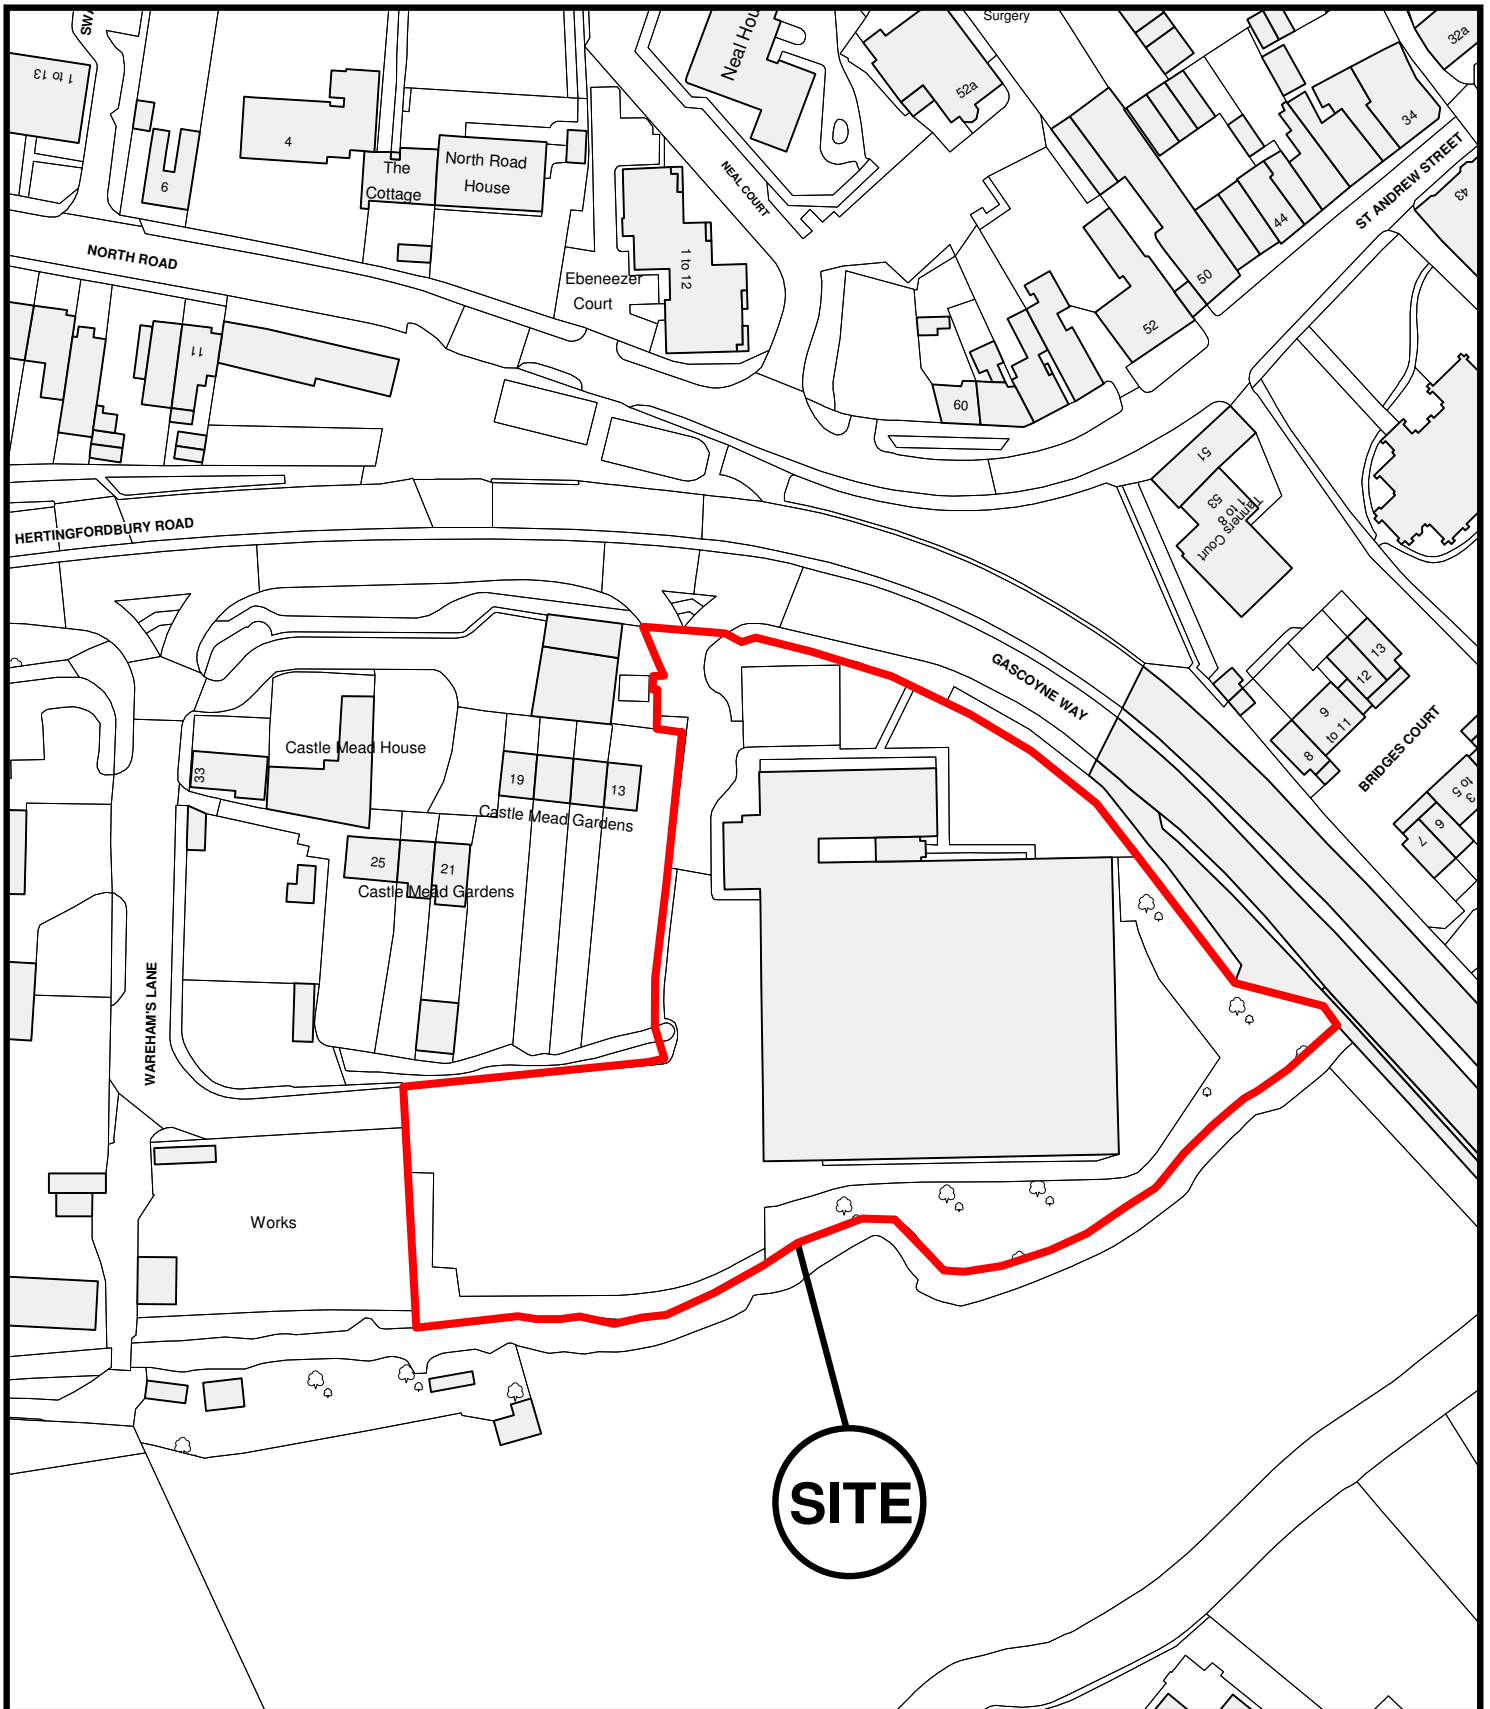 SWA
Surgery
1 to 13
Neal Hou
32a
52a
34
4
6
The
Cottage
North Road
House
NEAL COURT
ST ANDREW STREET
43
44
NORTH ROAD
1 to 12
Ebeneezer
Court
50
52
11
60
51
53
1 to 8
Tanners Court
HERTINGFORDBURY ROAD
GASCOYNE WAY
13
12
9
to 11
8
BRIDGES COURT
3
to 5
6
7
Castle Mead House
33
19
13
Castle Mead Gardens
25
21
Castle Mead Gardens
WAREHAM'S LANE
Works
SITE